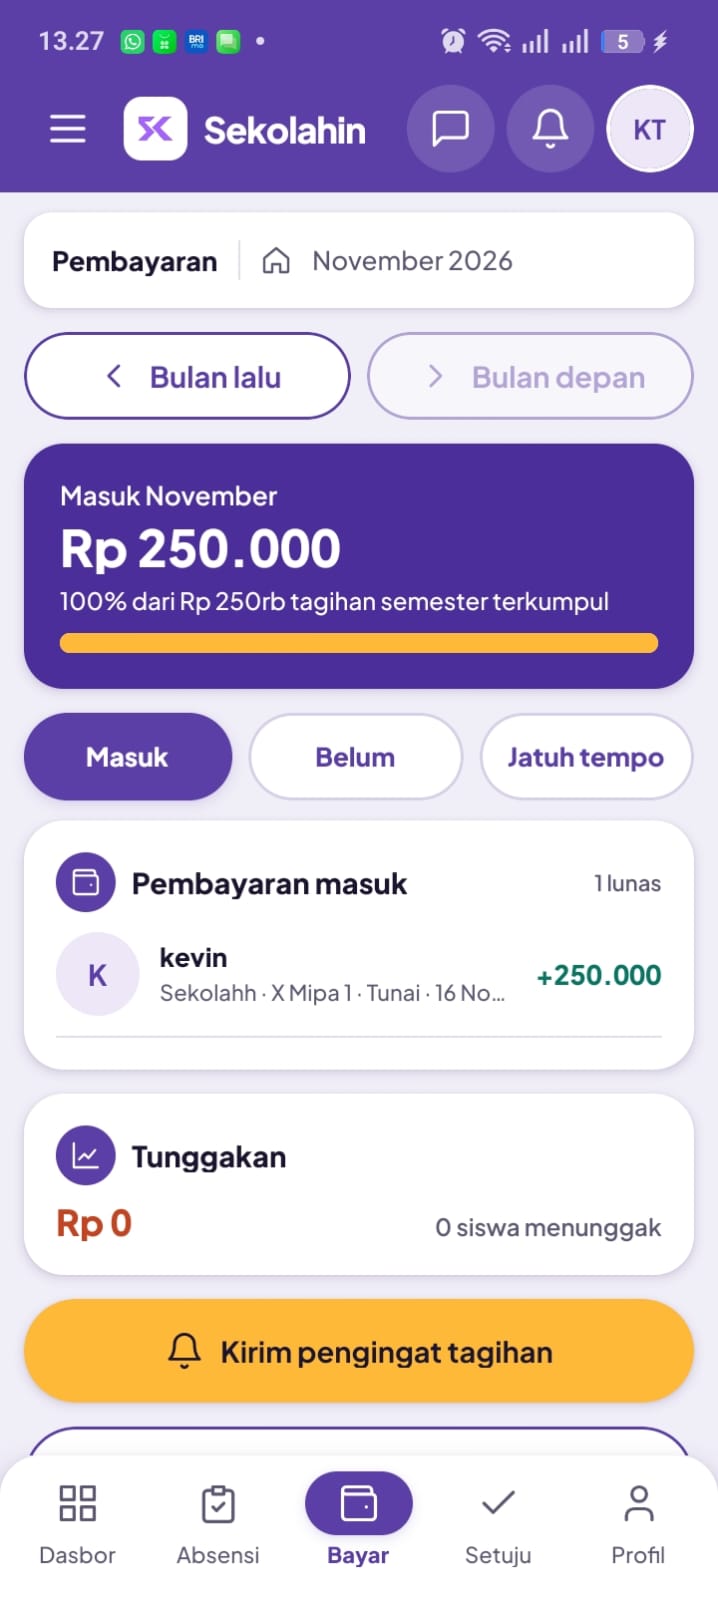 13.27
BRI
mo
5
Sekolahin
KT
Pembayaran
November 2026
Bulan lalu
Bulan depan
Masuk November
Rp 250.000
100% dari Rp 250rb tagihan semester terkumpul
Masuk
Belum
Jatuh tempo
Pembayaran masuk
1 lunas
K
kevin
Sekolahh · X Mipa 1 · Tunai · 16 No...
+250.000
Tunggakan
Rp 0
0 siswa menunggak
Kirim pengingat tagihan
Dasbor
Absensi
Bayar
Setuju
Profil